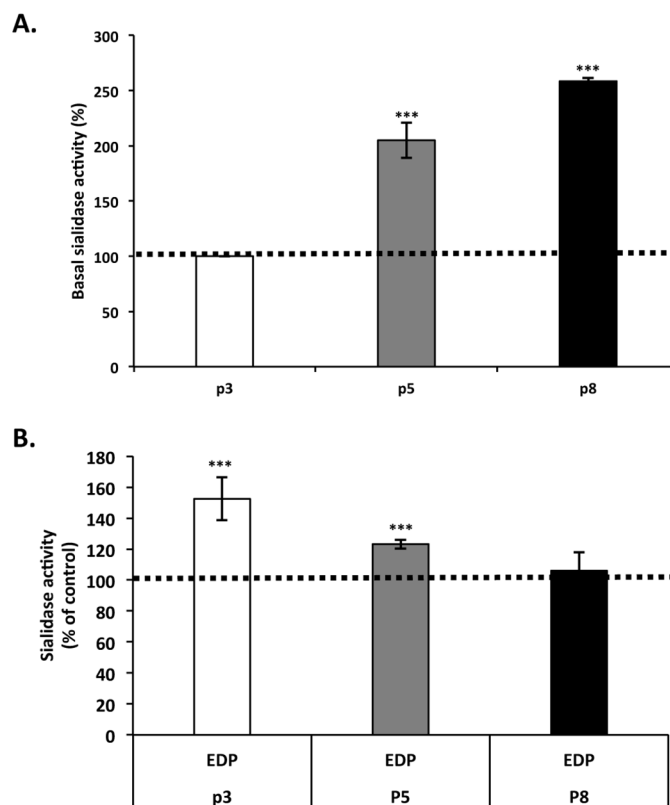 A.
Basal sialidase activity (%)
300
250
200
150
100
50
0
***
***
p3
p5
p8
B.
Sialidase activity
(% of control)
180
160
140
120
100
80
60
40
20
0
***
***
EDP
EDP
EDP
p3
P5
P8